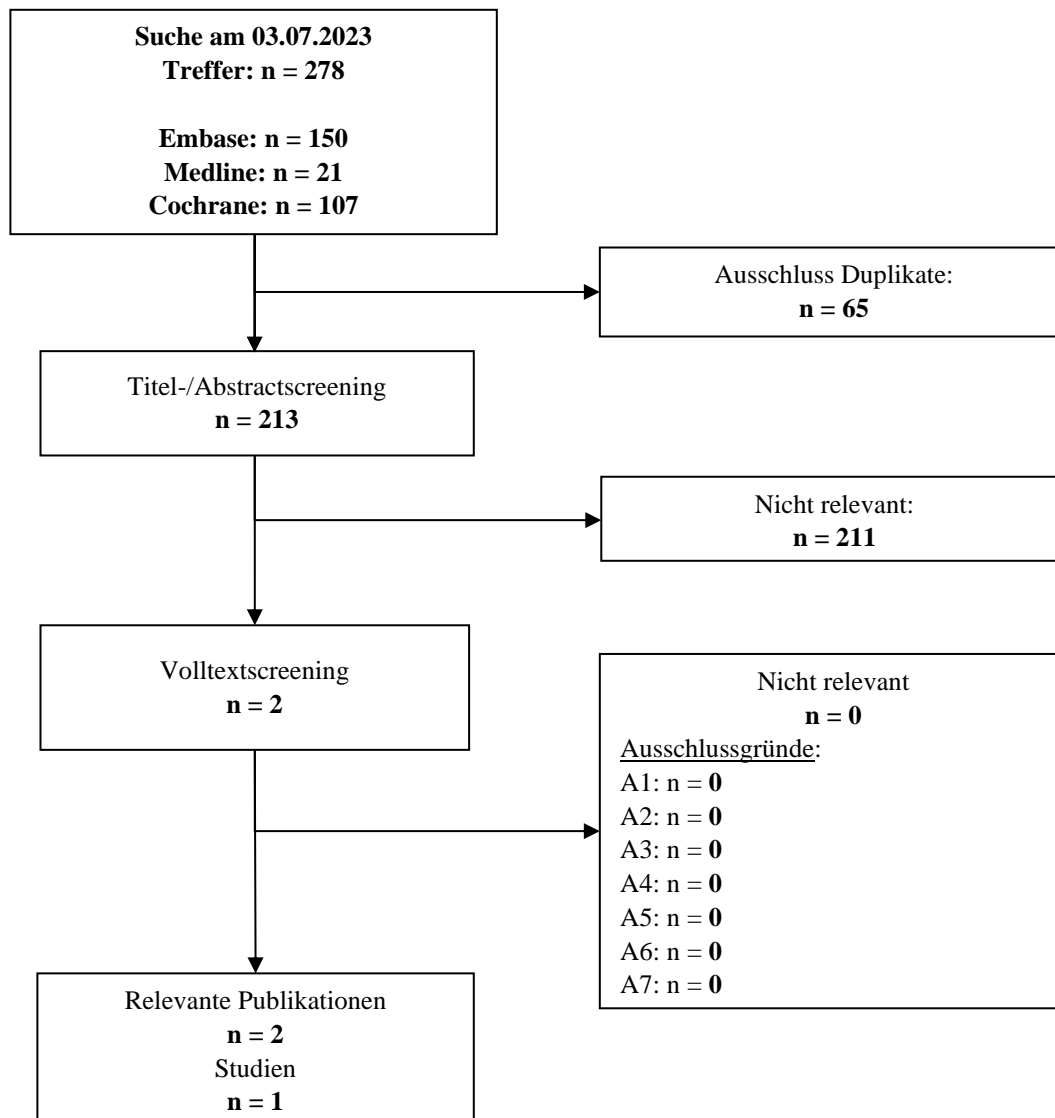 Suche am 03.07.2023
Treffer: n = 278
Embase: n = 150
Medline: n = 21
Cochrane: n = 107
Ausschluss Duplikate:
n = 65
Titel-/Abstractscreening
n = 213
Nicht relevant:
n = 211
Volltextscreening
n = 2
Nicht relevant
n = 0
Ausschlussgründe:
A1: n = 0
A2: n = 0
A3: n = 0
A4: n = 0
A5: n = 0
A6: n = 0
A7: n = 0
Relevante Publikationen
n = 2
Studien
n = 1